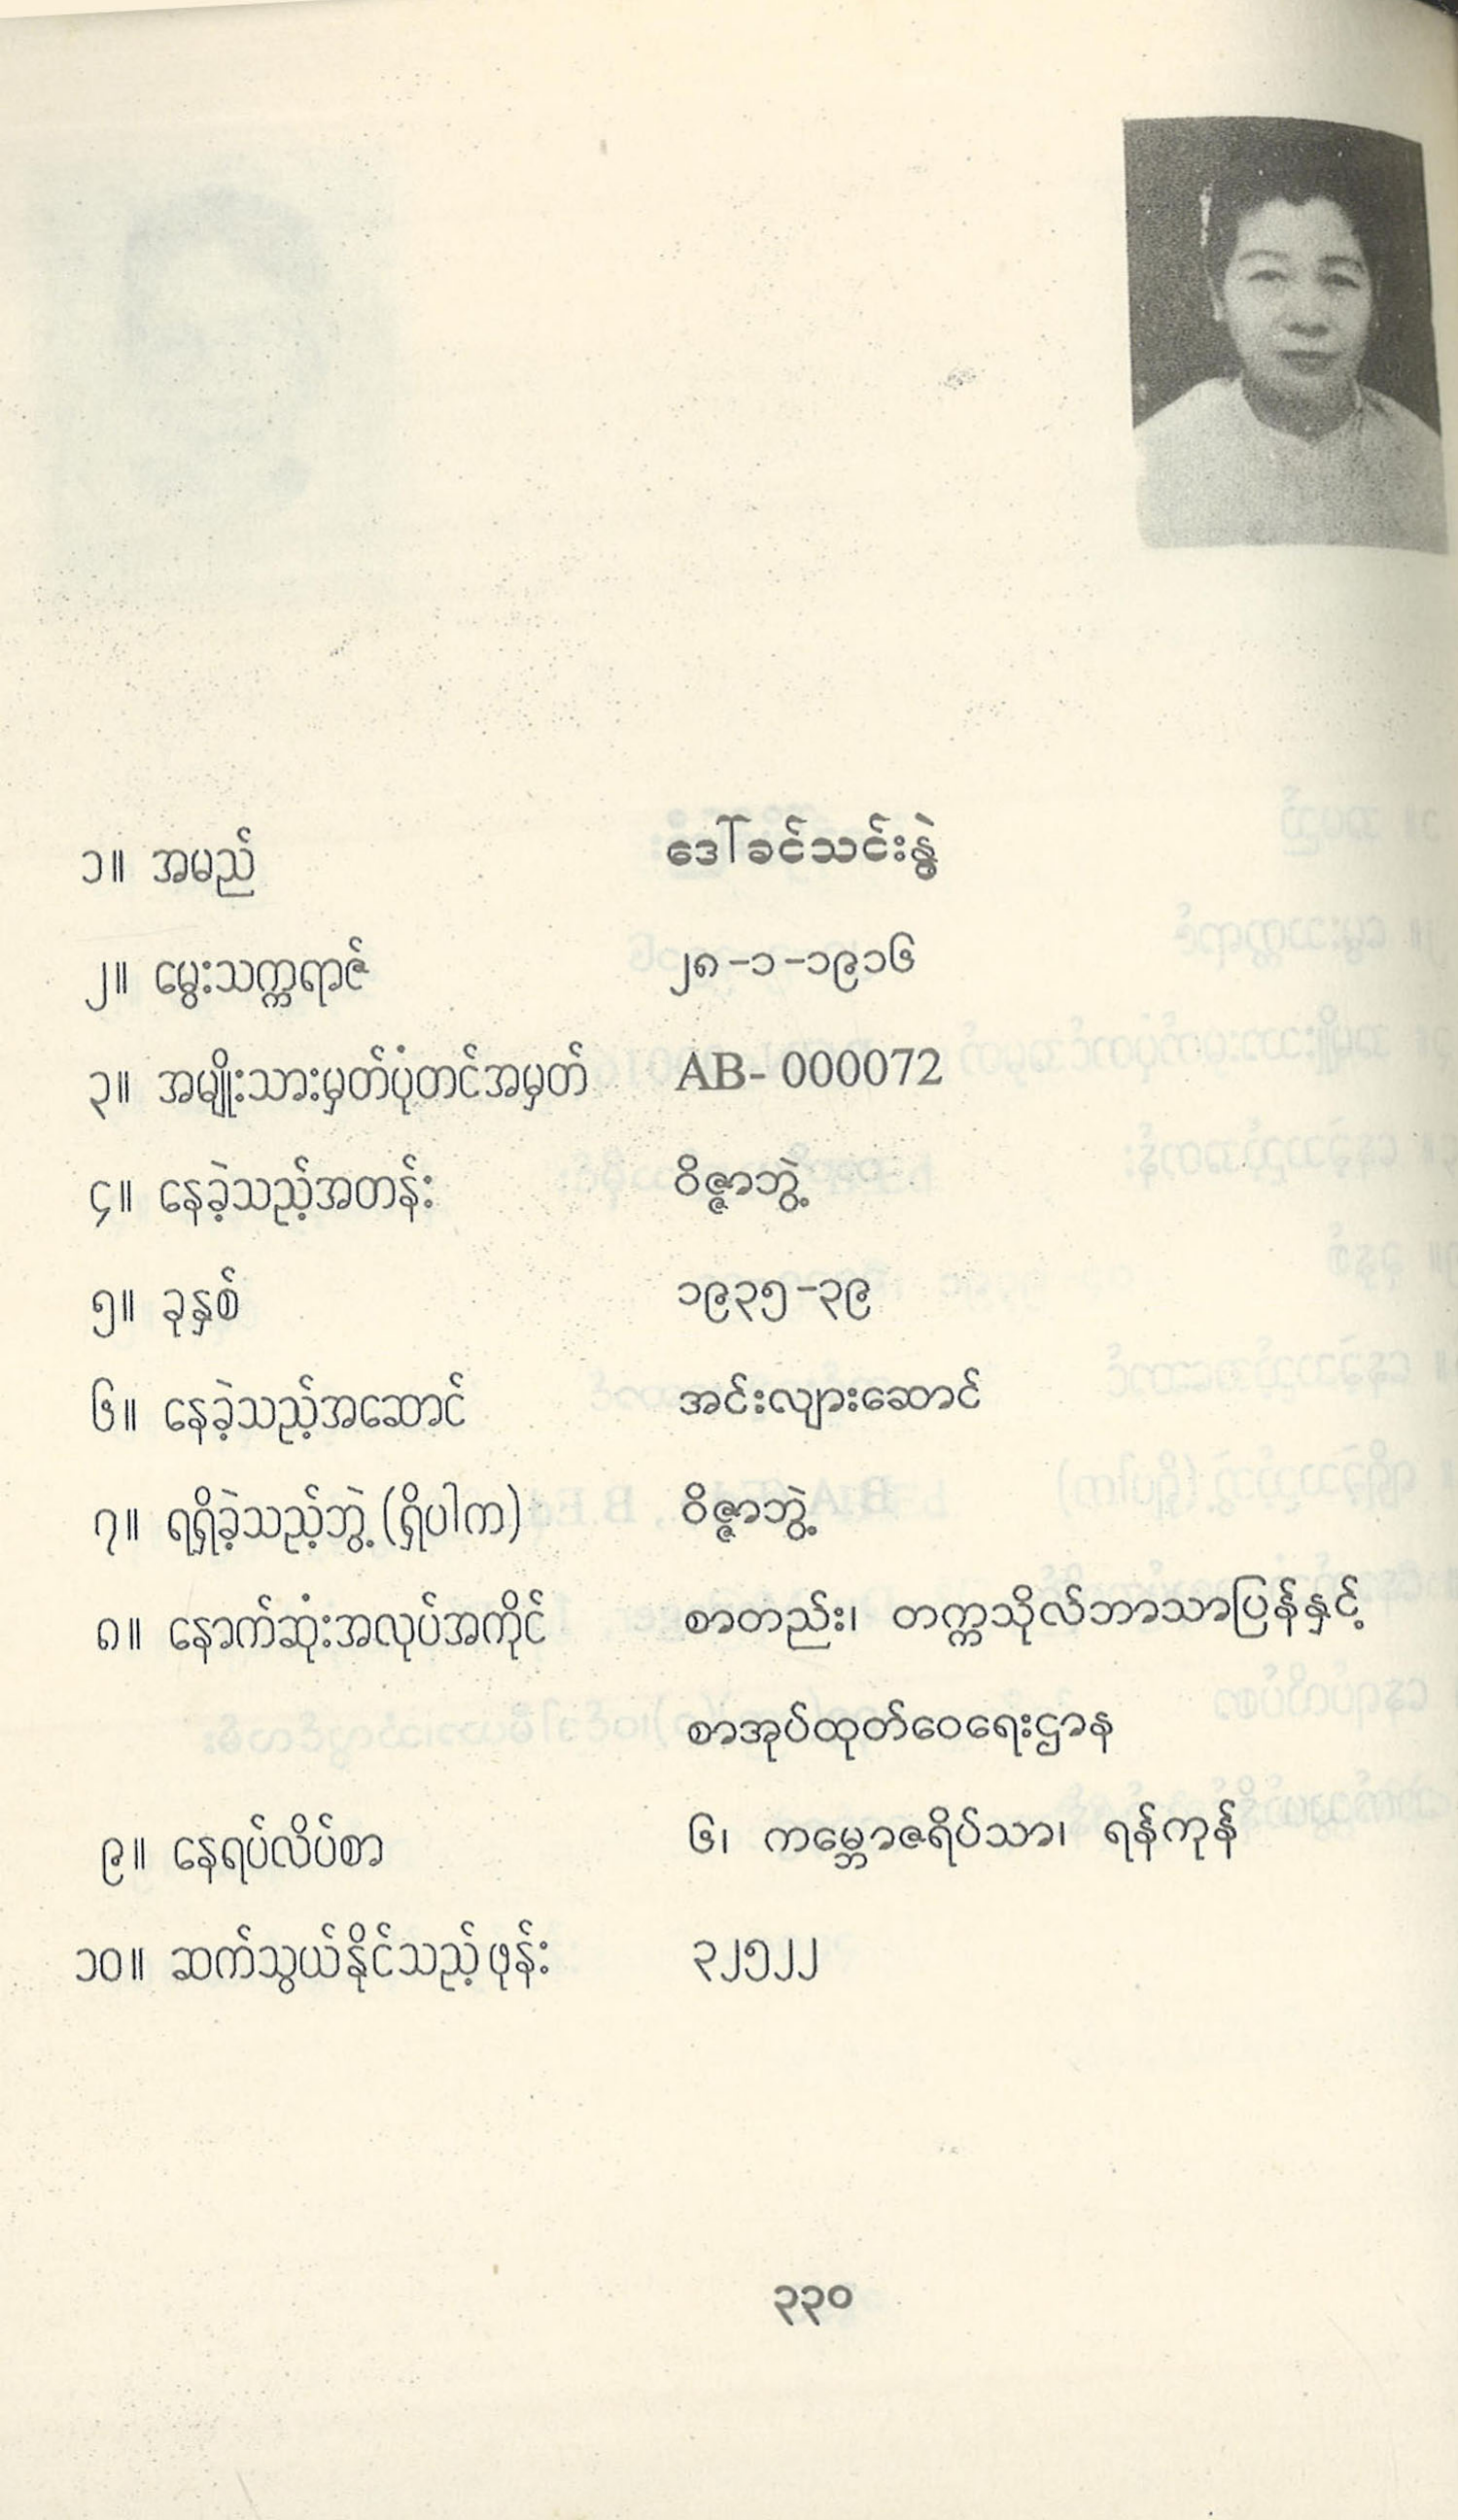 ၁။ အမည် ဒေါ်ခင်သင်းနွဲ့
၂။ မွေးသက္ကရာဇ် ၂၈-၁-၁၉၁၆
၃။ အမျိုးသားမှတ်ပုံတင်အမှတ် AB- 000072
၄။ နေခဲ့သည့်အတန်း ဝိဇ္ဇာဘွဲ့
၅။ ခုနှစ် ၁၉၃၅-၃၉
၆။ နေခဲ့သည့်အဆောင် အင်းလျားဆောင်
၇။ ရရှိခဲ့သည့်ဘွဲ့(ရှိပါက) ဝိဇ္ဇာဘွဲ့
၈။ နောက်ဆုံးအလုပ်အကိုင် စာတည်း၊ တက္ကသိုလ်ဘာသာပြန်နှင့်
စာအုပ်ထုတ်ဝေရေးဌာန
၉။ နေရပ်လိပ်စာ ၆၊ ကမ္ဘောဇရိပ်သာ၊ ရန်ကုန်
၁၀။ ဆက်သွယ်နိုင်သည့်ဖုန်း ၃၂၅၂၂
၃၃၀